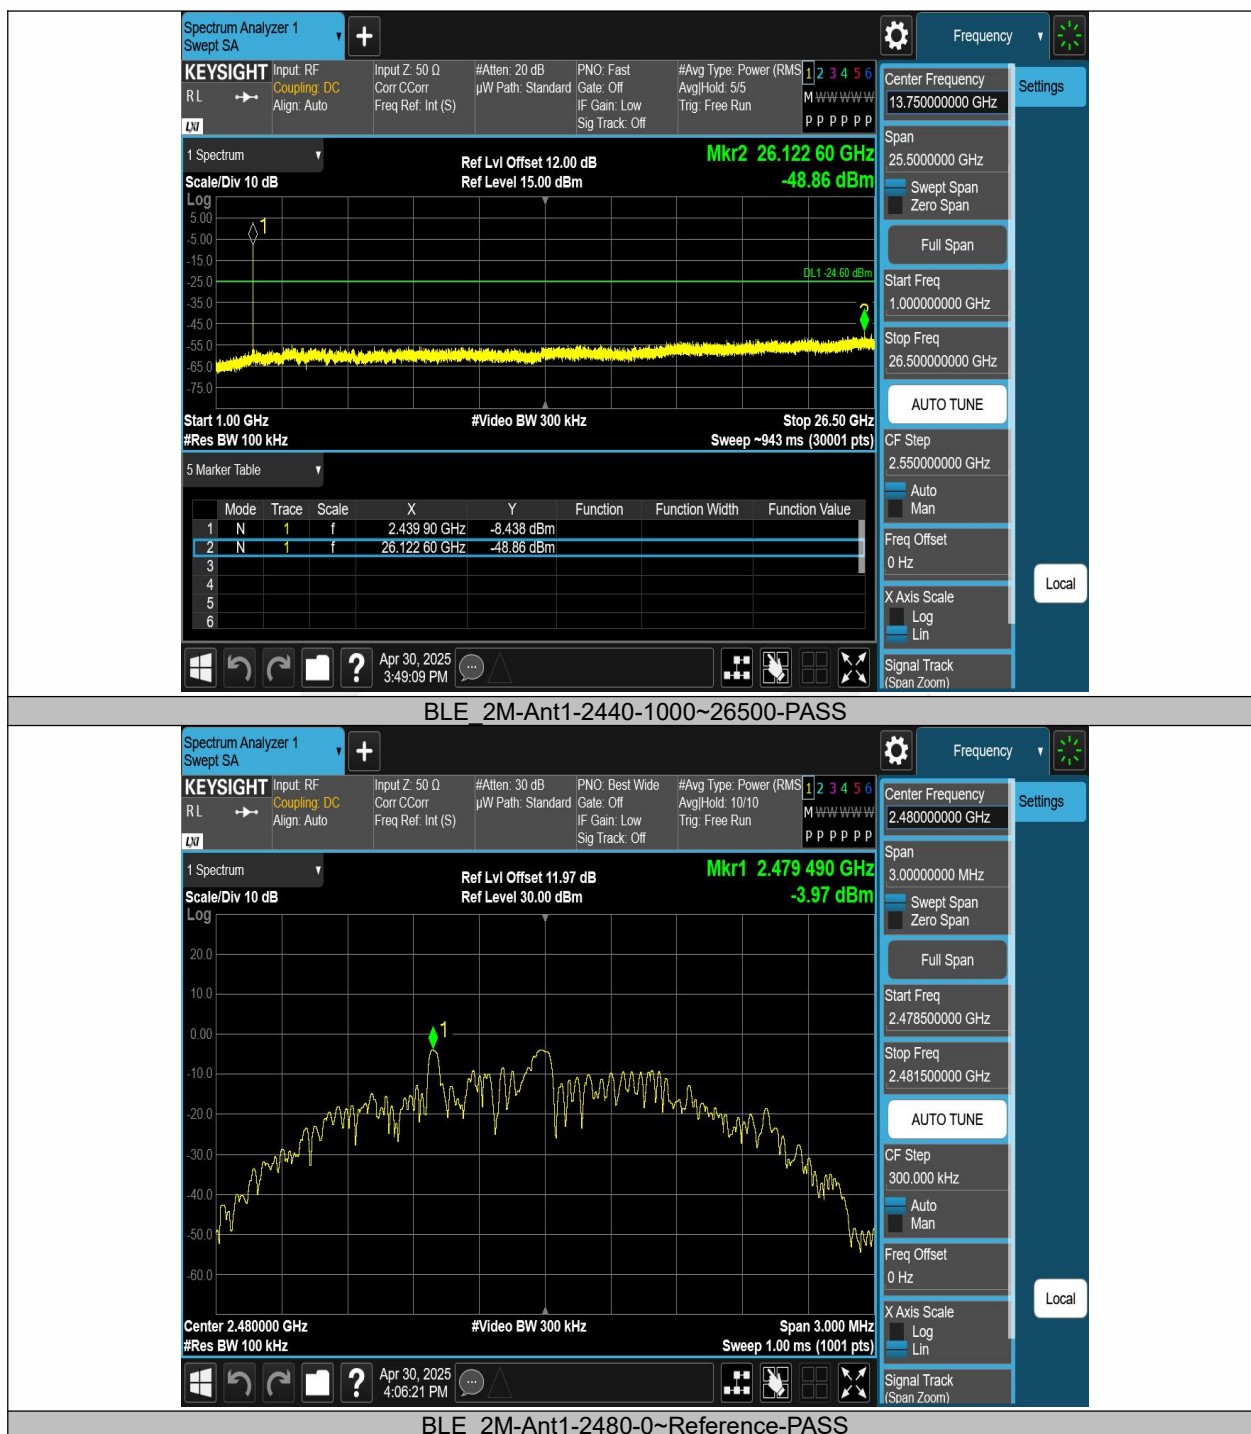 Spectrum Analyzer 1
Swept SA
Frequency
KEYSIGHT
RL
LXI
Input: RF
Coupling: DC
Align: Auto
Input Z: 50 Ω
Corr CCorr
Freq Ref: Int (S)
#Atten: 20 dB
µW Path: Standard
PNO: Fast
Gate: Off
IF Gain: Low
Sig Track: Off
#Avg Type: Power (RMS
Avg|Hold: 5/5
Trig: Free Run
1 2 3 4 5 6
M W W W W W
P P P P P P
1 Spectrum
Scale/Div 10 dB
Ref Lvl Offset 12.00 dB
Ref Level 15.00 dBm
Mkr2 26.122 60 GHz
-48.86 dBm
Log
5.00
-5.00
-15.0
-25.0
-35.0
-45.0
-55.0
-65.0
-75.0
1
DL1 -24.60 dBm
Start 1.00 GHz
#Res BW 100 kHz
#Video BW 300 kHz
Stop 26.50 GHz
Sweep ~943 ms (30001 pts)
5 Marker Table
Mode Trace Scale X Y Function Function Width Function Value
1 N 1 f 2.439 90 GHz -8.438 dBm
2 N 1 f 26.122 60 GHz -48.86 dBm
3
4
5
6
Apr 30, 2025
3:49:09 PM
Center Frequency
13.750000000 GHz
Span
25.5000000 GHz
Swept Span
Zero Span
Full Span
Start Freq
1.000000000 GHz
Stop Freq
26.500000000 GHz
AUTO TUNE
CF Step
2.550000000 GHz
Auto
Man
Freq Offset
0 Hz
X Axis Scale
Log
Lin
Signal Track
(Span Zoom)
Settings
Local
BLE_2M-Ant1-2440-1000~26500-PASS
Spectrum Analyzer 1
Swept SA
Frequency
KEYSIGHT
RL
LXI
Input: RF
Coupling: DC
Align: Auto
Input Z: 50 Ω
Corr CCorr
Freq Ref: Int (S)
#Atten: 30 dB
µW Path: Standard
PNO: Best Wide
Gate: Off
IF Gain: Low
Sig Track: Off
#Avg Type: Power (RMS
Avg|Hold: 10/10
Trig: Free Run
1 2 3 4 5 6
M W W W W W
P P P P P P
1 Spectrum
Scale/Div 10 dB
Ref Lvl Offset 11.97 dB
Ref Level 30.00 dBm
Mkr1 2.479 490 GHz
-3.97 dBm
Log
20.0
10.0
0.00
-10.0
-20.0
-30.0
-40.0
-50.0
-60.0
1
Center 2.480000 GHz
#Res BW 100 kHz
#Video BW 300 kHz
Span 3.000 MHz
Sweep 1.00 ms (1001 pts)
Apr 30, 2025
4:06:21 PM
Center Frequency
2.480000000 GHz
Span
3.00000000 MHz
Swept Span
Zero Span
Full Span
Start Freq
2.478500000 GHz
Stop Freq
2.481500000 GHz
AUTO TUNE
CF Step
300.000 kHz
Auto
Man
Freq Offset
0 Hz
X Axis Scale
Log
Lin
Signal Track
(Span Zoom)
Settings
Local
BLE_2M-Ant1-2480-0~Reference-PASS